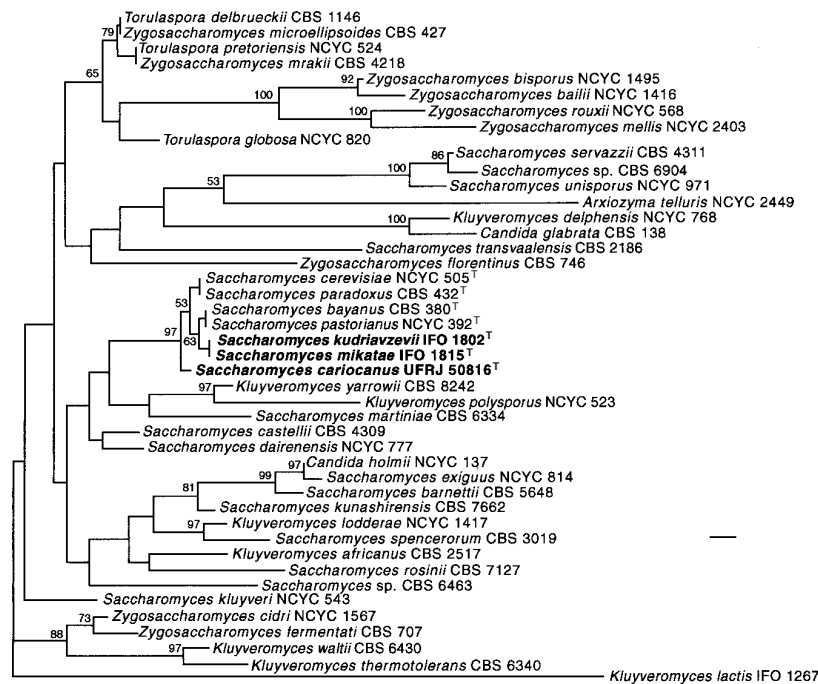 Torulaspora delbrueckii CBS 1146
79
Zygosaccharomyces microellipsoides CBS 427
Torulaspora pretoriensis NCYC 524
Zygosaccharomyces mrakii CBS 4218
65
92
Zygosaccharomyces bisporus NCYC 1495
100
Zygosaccharomyces bailii NCYC 1416
100
Zygosaccharomyces rouxii NCYC 568
Zygosaccharomyces mellis NCYC 2403
Torulaspora globosa NCYC 820
86
Saccharomyces servazzii CBS 4311
100
Saccharomyces sp. CBS 6904
53
Saccharomyces unisporus NCYC 971
Arxiozyma telluris NCYC 2449
100
Kluyveromyces delphensis NCYC 768
Candida glabrata CBS 138
Saccharomyces transvaalensis CBS 2186
Zygosaccharomyces florentinus CBS 746
Saccharomyces cerevisiae NCYC 505T
Saccharomyces paradoxus CBS 432T
53
Saccharomyces bayanus CBS 380T
Saccharomyces pastorianus NCYC 392T
97
63
Saccharomyces kudriavzevii IFO 1802T
Saccharomyces mikatae IFO 1815T
Saccharomyces cariocanus UFRJ 50816T
97
Kluyveromyces yarrowii CBS 8242
Kluyveromyces polysporus NCYC 523
Saccharomyces martiniae CBS 6334
Saccharomyces castellii CBS 4309
Saccharomyces dairenensis NCYC 777
97
Candida holmii NCYC 137
99
Saccharomyces exiguus NCYC 814
81
Saccharomyces barnettii CBS 5648
Saccharomyces kunashirensis CBS 7662
97
Kluyveromyces lodderae NCYC 1417
Saccharomyces spencerorum CBS 3019
Kluyveromyces africanus CBS 2517
Saccharomyces rosinii CBS 7127
Saccharomyces sp. CBS 6463
Saccharomyces kluyveri NCYC 543
73
Zygosaccharomyces cidri NCYC 1567
88
Zygosaccharomyces fermentati CBS 707
97
Kluyveromyces waltii CBS 6430
Kluyveromyces thermotolerans CBS 6340
Kluyveromyces lactis IFO 1267